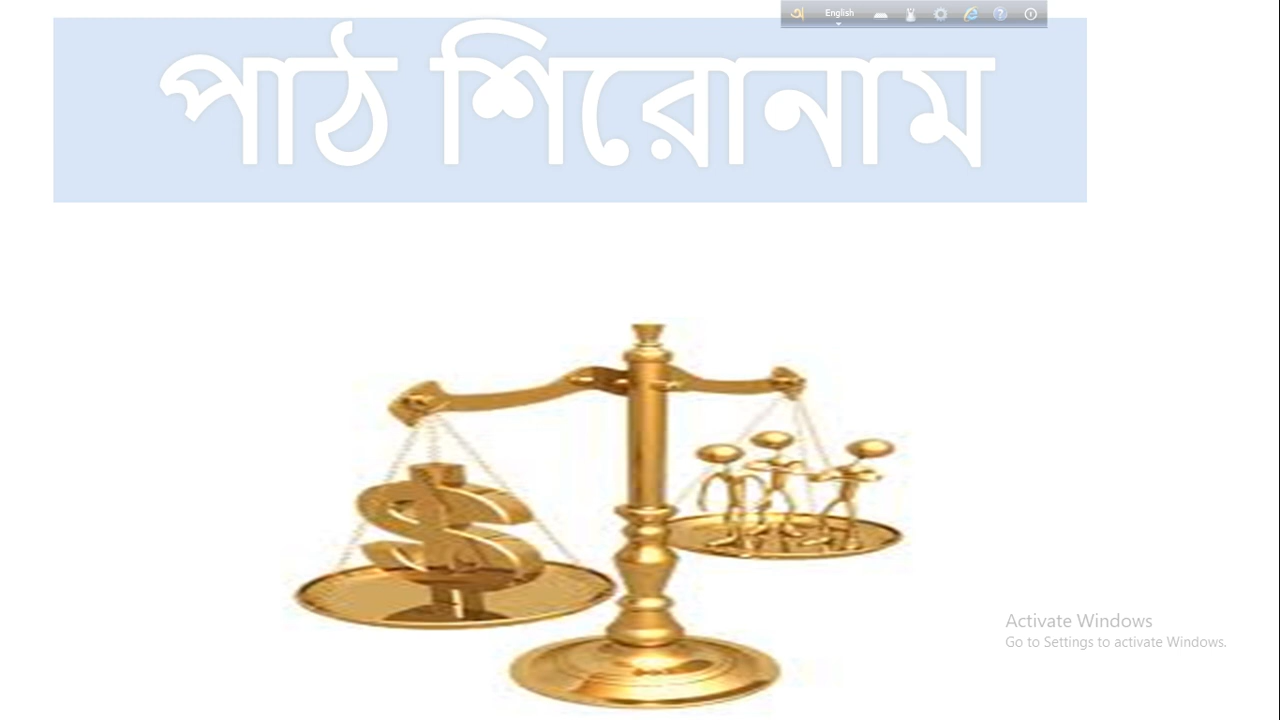 English
পাঠ শিরোনাম
Activate Windows
Go to Settings to activate Windows.